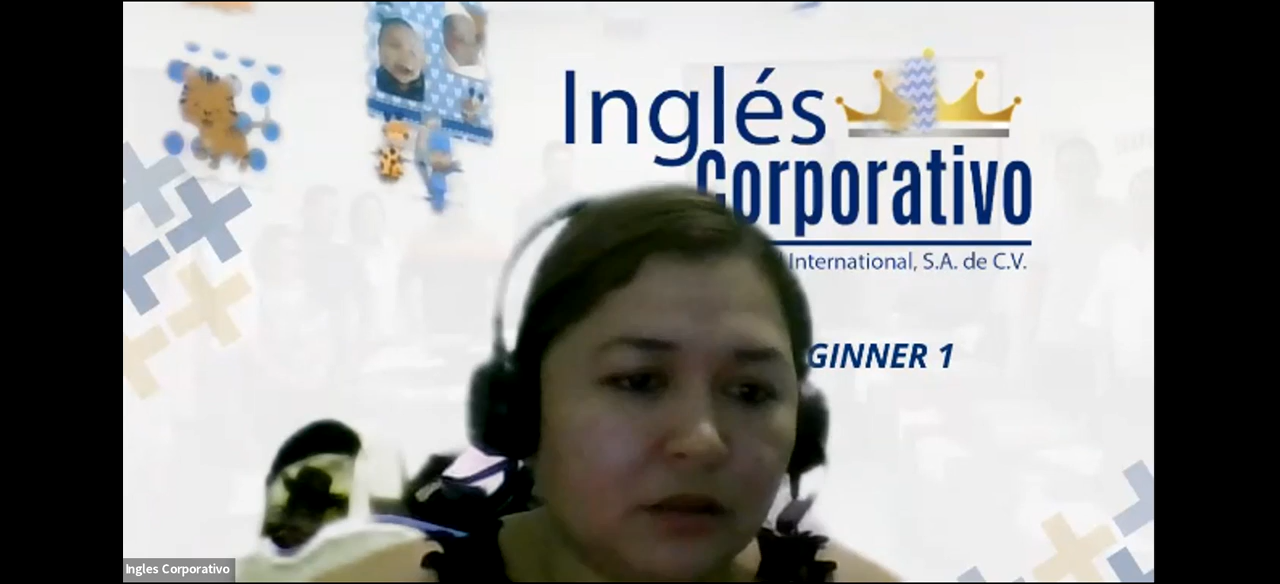 Inglés
Corporativo
International, S.A. de C.V.
GINNER 1
Ingles Corporativo